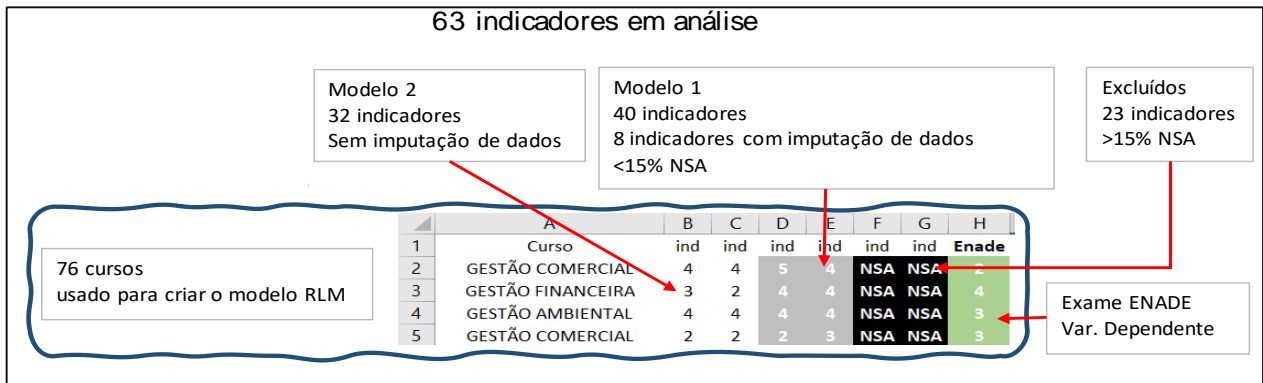 63 indicadores em análise
Modelo 2
32 indicadores
Sem imputação de dados
Modelo 1
40 indicadores
8 indicadores com imputação de dados
<15% NSA
Excluídos
23 indicadores
>15% NSA
76 cursos
usado para criar o modelo RLM
A B C D E F G H
1 Curso ind ind ind ind ind ind Enade
2 GESTÃO COMERCIAL 4 4 5 4 NSA NSA 2
3 GESTÃO FINANCEIRA 3 2 4 4 NSA NSA 4
4 GESTÃO AMBIENTAL 4 4 4 4 NSA NSA 3
5 GESTÃO COMERCIAL 2 2 2 3 NSA NSA 3
Exame ENADE
Var. Dependente